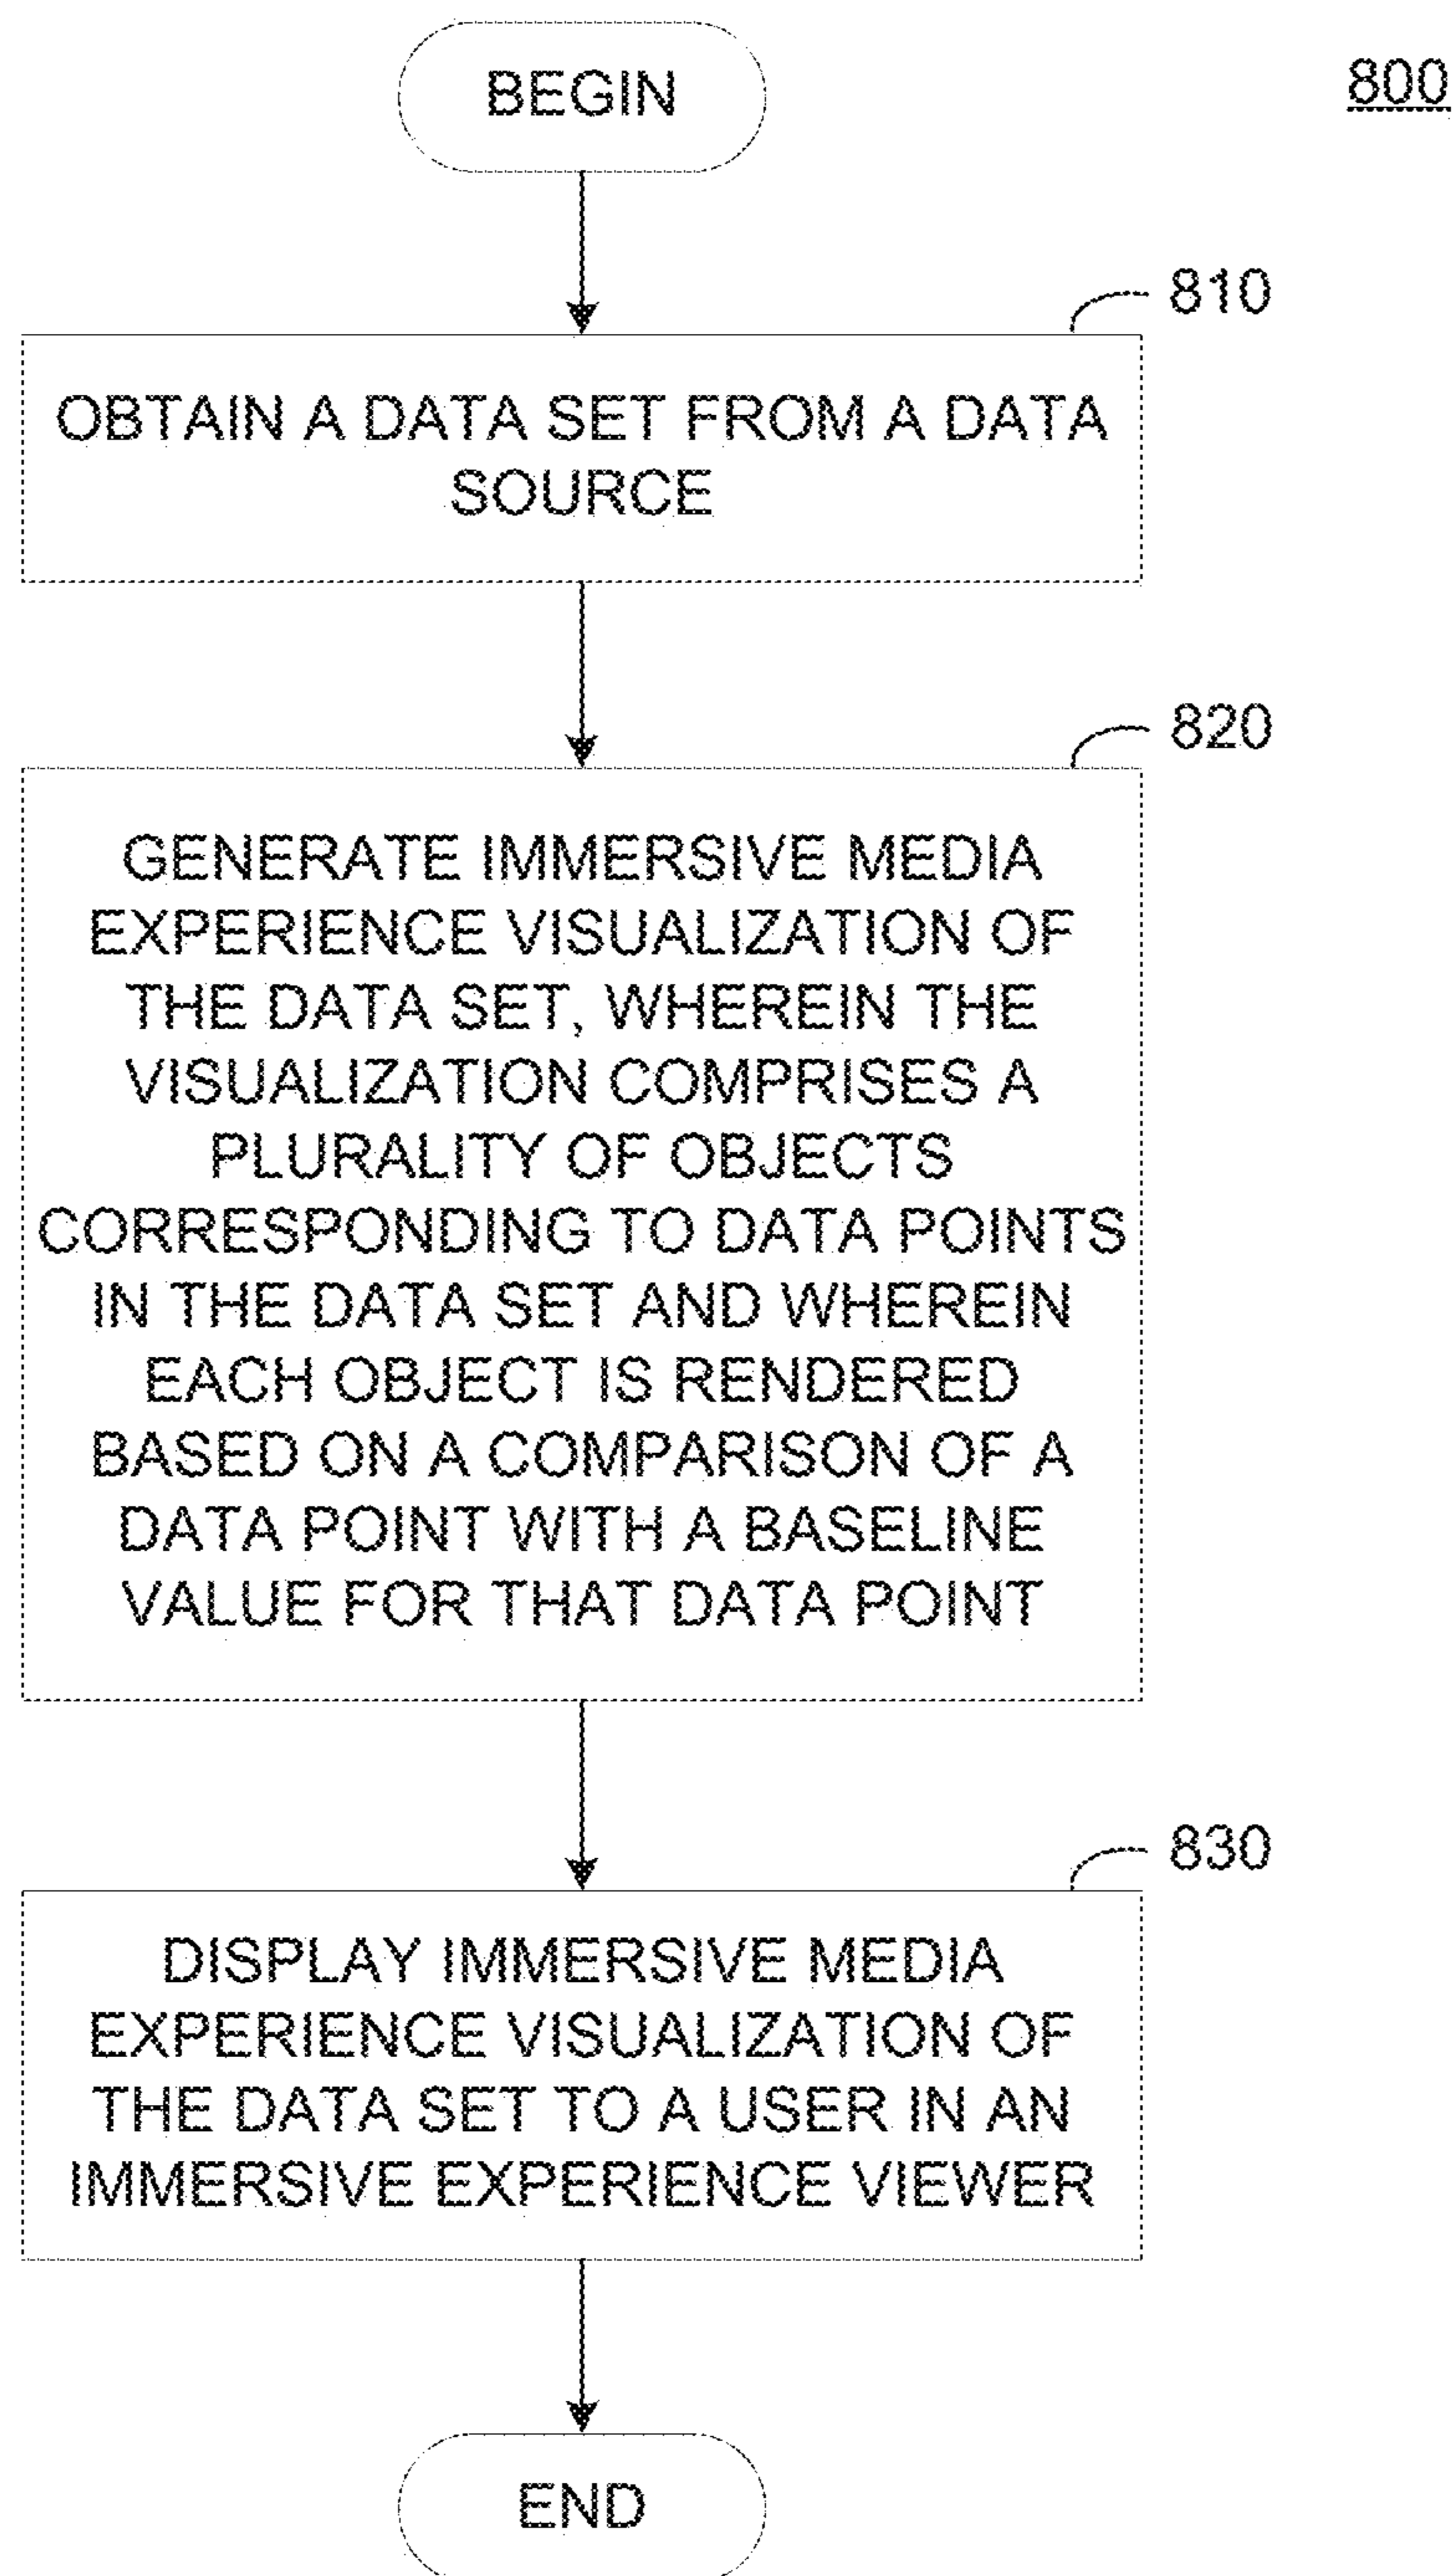 BEGIN
800
810
OBTAIN A DATA SET FROM A DATA
SOURCE
820
GENERATE IMMERSIVE MEDIA
EXPERIENCE VISUALIZATION OF
THE DATA SET, WHEREIN THE
VISUALIZATION COMPRISES A
PLURALITY OF OBJECTS
CORRESPONDING TO DATA POINTS
IN THE DATA SET AND WHEREIN
EACH OBJECT IS RENDERED
BASED ON A COMPARISON OF A
DATA POINT WITH A BASELINE
VALUE FOR THAT DATA POINT
830
DISPLAY IMMERSIVE MEDIA
EXPERIENCE VISUALIZATION OF
THE DATA SET TO A USER IN AN
IMMERSIVE EXPERIENCE VIEWER
END